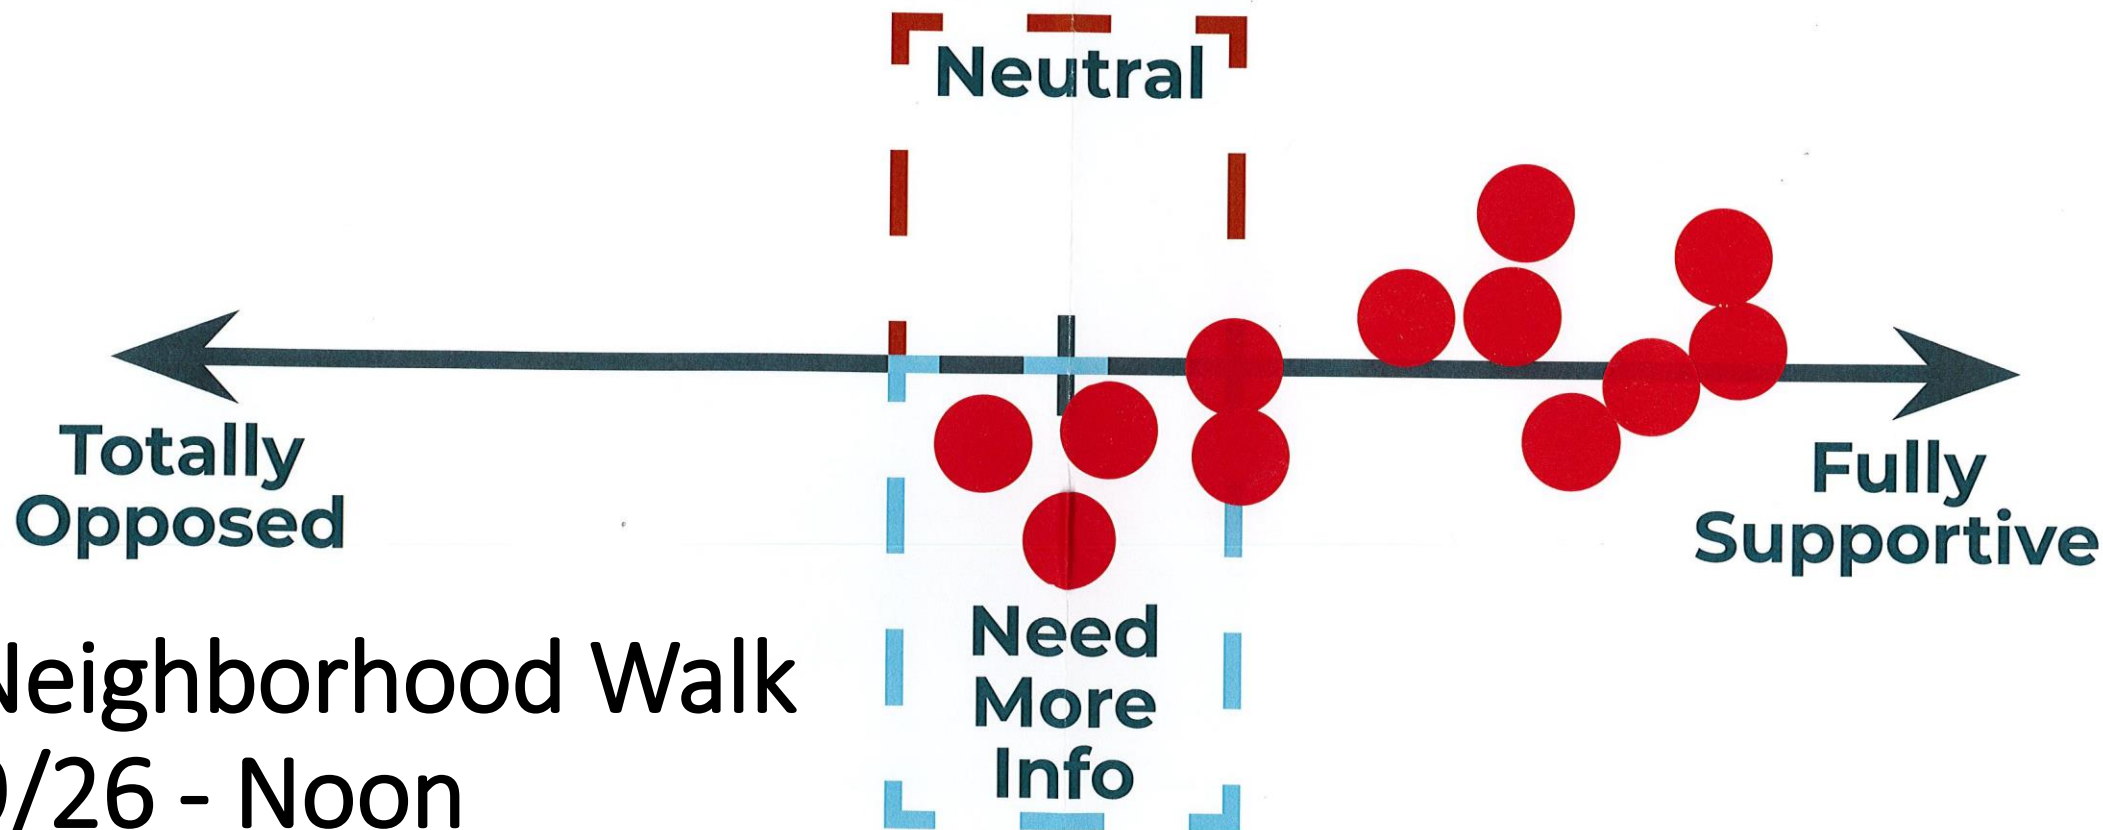 Neutral
Totally
Opposed
Fully
Supportive
Need
More
Info
Neighborhood Walk
/26 - Noon